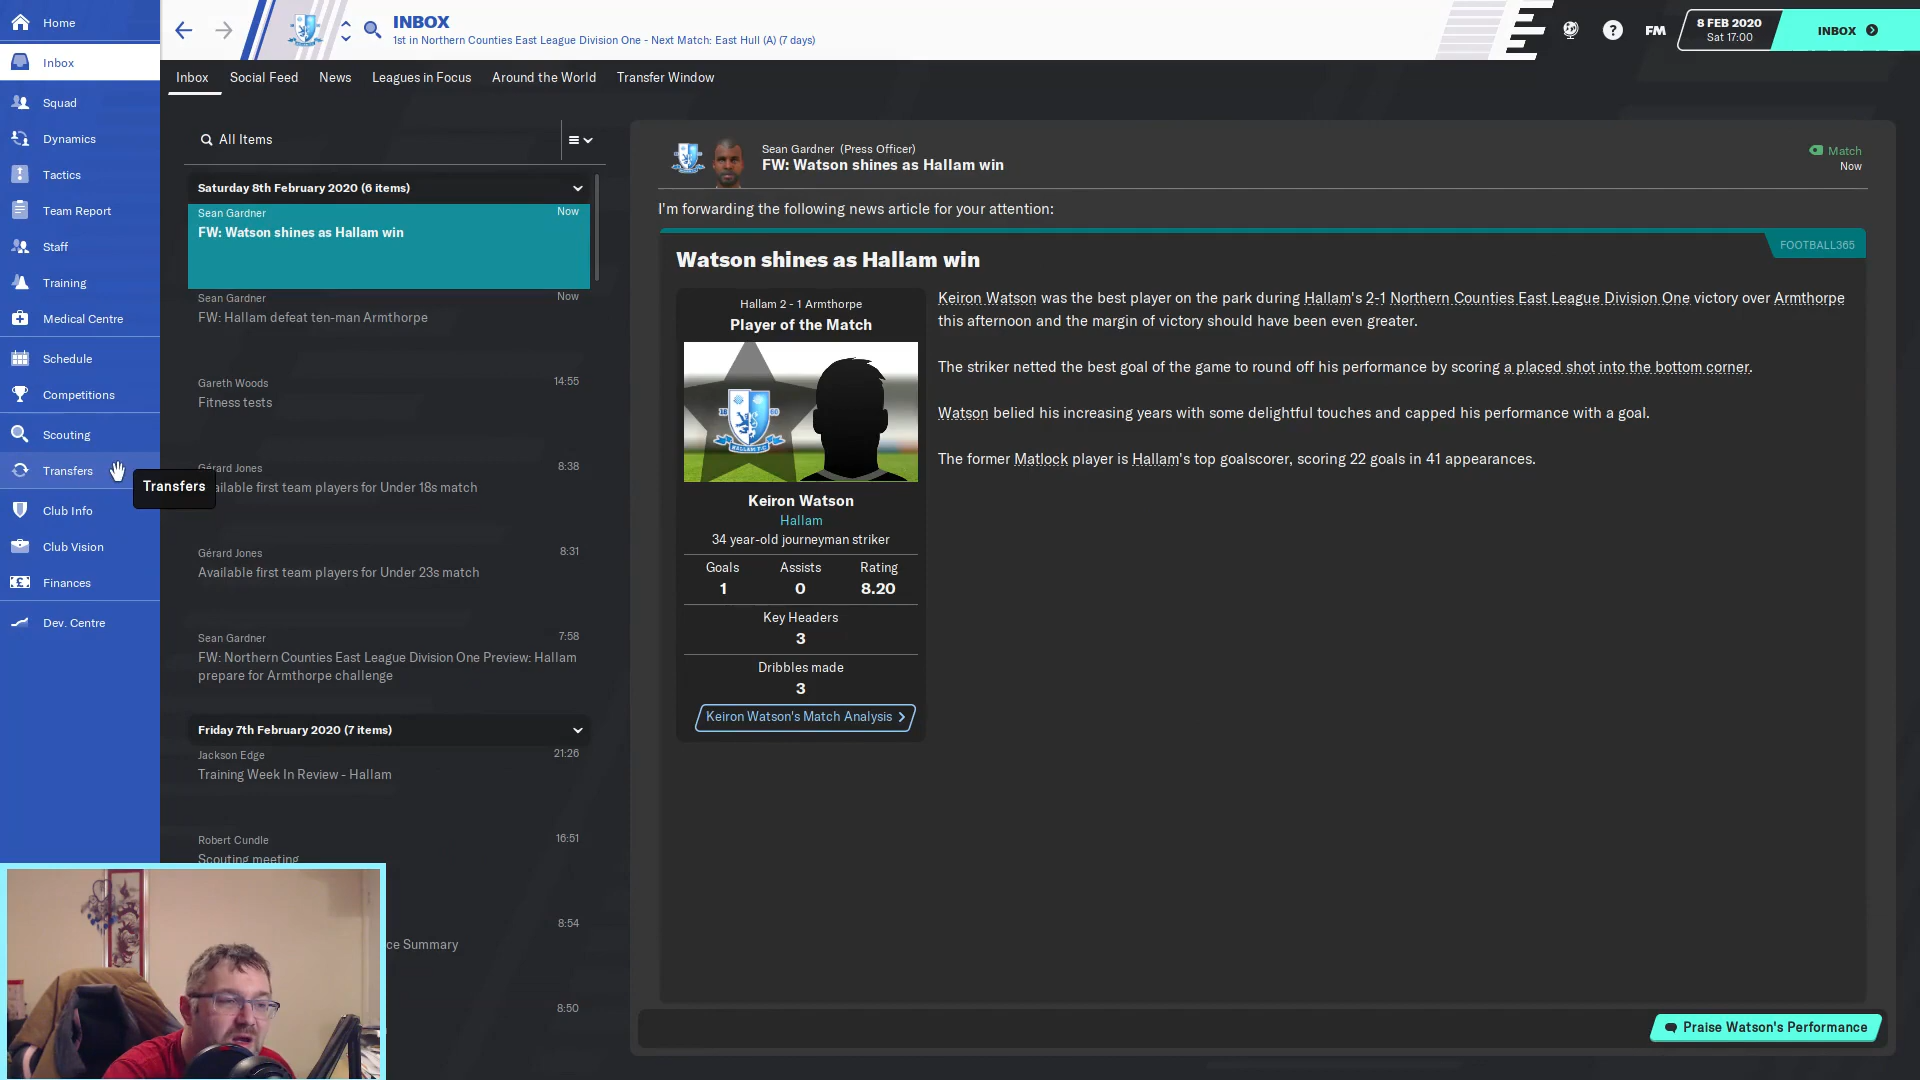 Home
Inbox
Squad
Dynamics
Tactics
Team Report
Staff
Training
Medical Centre
Schedule
Competitions
Scouting
Transfers
Transfers
Club Info
Club Vision
Finances
Dev. Centre
INBOX
1st in Northern Counties East League Division One - Next Match: East Hull (A) (7 days)
FM
8 FEB 2020
Sat 17:00
INBOX
Inbox Social Feed News Leagues in Focus Around the World Transfer Window
All Items
Saturday 8th February 2020 (6 items)
Sean Gardner Now
FW: Watson shines as Hallam win
Sean Gardner Now
FW: Hallam defeat ten-man Armthorpe
Gareth Woods 14:55
Fitness tests
Gérard Jones 8:38
ailable first team players for Under 18s match
Gérard Jones 8:31
Available first team players for Under 23s match
Sean Gardner 7:58
FW: Northern Counties East League Division One Preview: Hallam
prepare for Armthorpe challenge
Friday 7th February 2020 (7 items)
Jackson Edge 21:26
Training Week In Review - Hallam
Robert Cundle 16:51
Scouting meeting
8:54
ce Summary
8:50
Sean Gardner (Press Officer)
FW: Watson shines as Hallam win
Match
Now
I'm forwarding the following news article for your attention:
FOOTBALL365
Watson shines as Hallam win
Hallam 2 - 1 Armthorpe
Player of the Match
18 60
HALLAM F.C
Keiron Watson
Hallam
34 year-old journeyman striker
Goals Assists Rating
1 0 8.20
Key Headers
3
Dribbles made
3
Keiron Watson's Match Analysis
Keiron Watson was the best player on the park during Hallam's 2-1 Northern Counties East League Division One victory over Armthorpe
this afternoon and the margin of victory should have been even greater.
The striker netted the best goal of the game to round off his performance by scoring a placed shot into the bottom corner.
Watson belied his increasing years with some delightful touches and capped his performance with a goal.
The former Matlock player is Hallam's top goalscorer, scoring 22 goals in 41 appearances.
Praise Watson's Performance